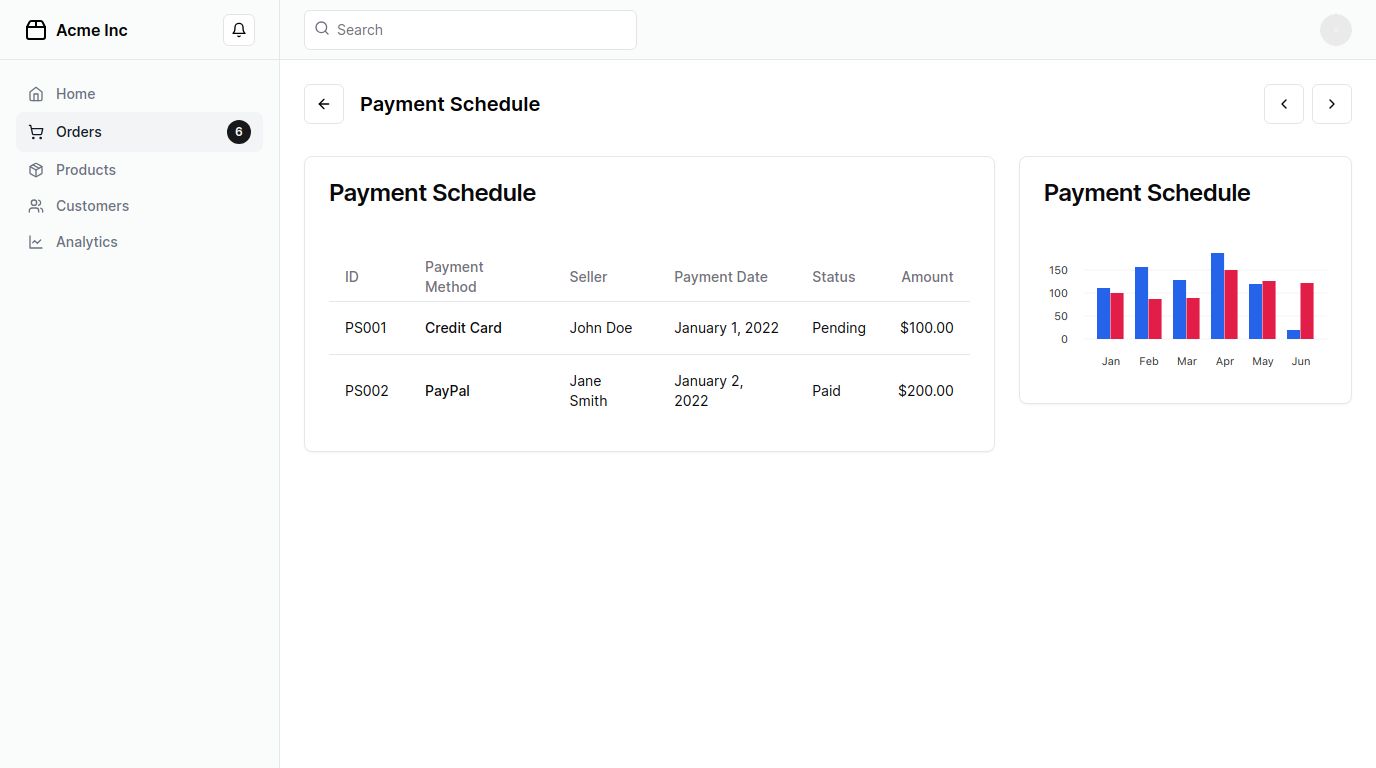 Acme Inc
Search
Home
Orders
6
Products
Customers
Analytics
Payment Schedule
Payment Schedule
ID
Payment
Method
Seller
Payment Date
Status
Amount
PS001
Credit Card
John Doe
January 1, 2022
Pending
$100.00
PS002
PayPal
Jane
Smith
January 2,
2022
Paid
$200.00
Payment Schedule
150
100
50
0
Jan
Feb
Mar
Apr
May
Jun